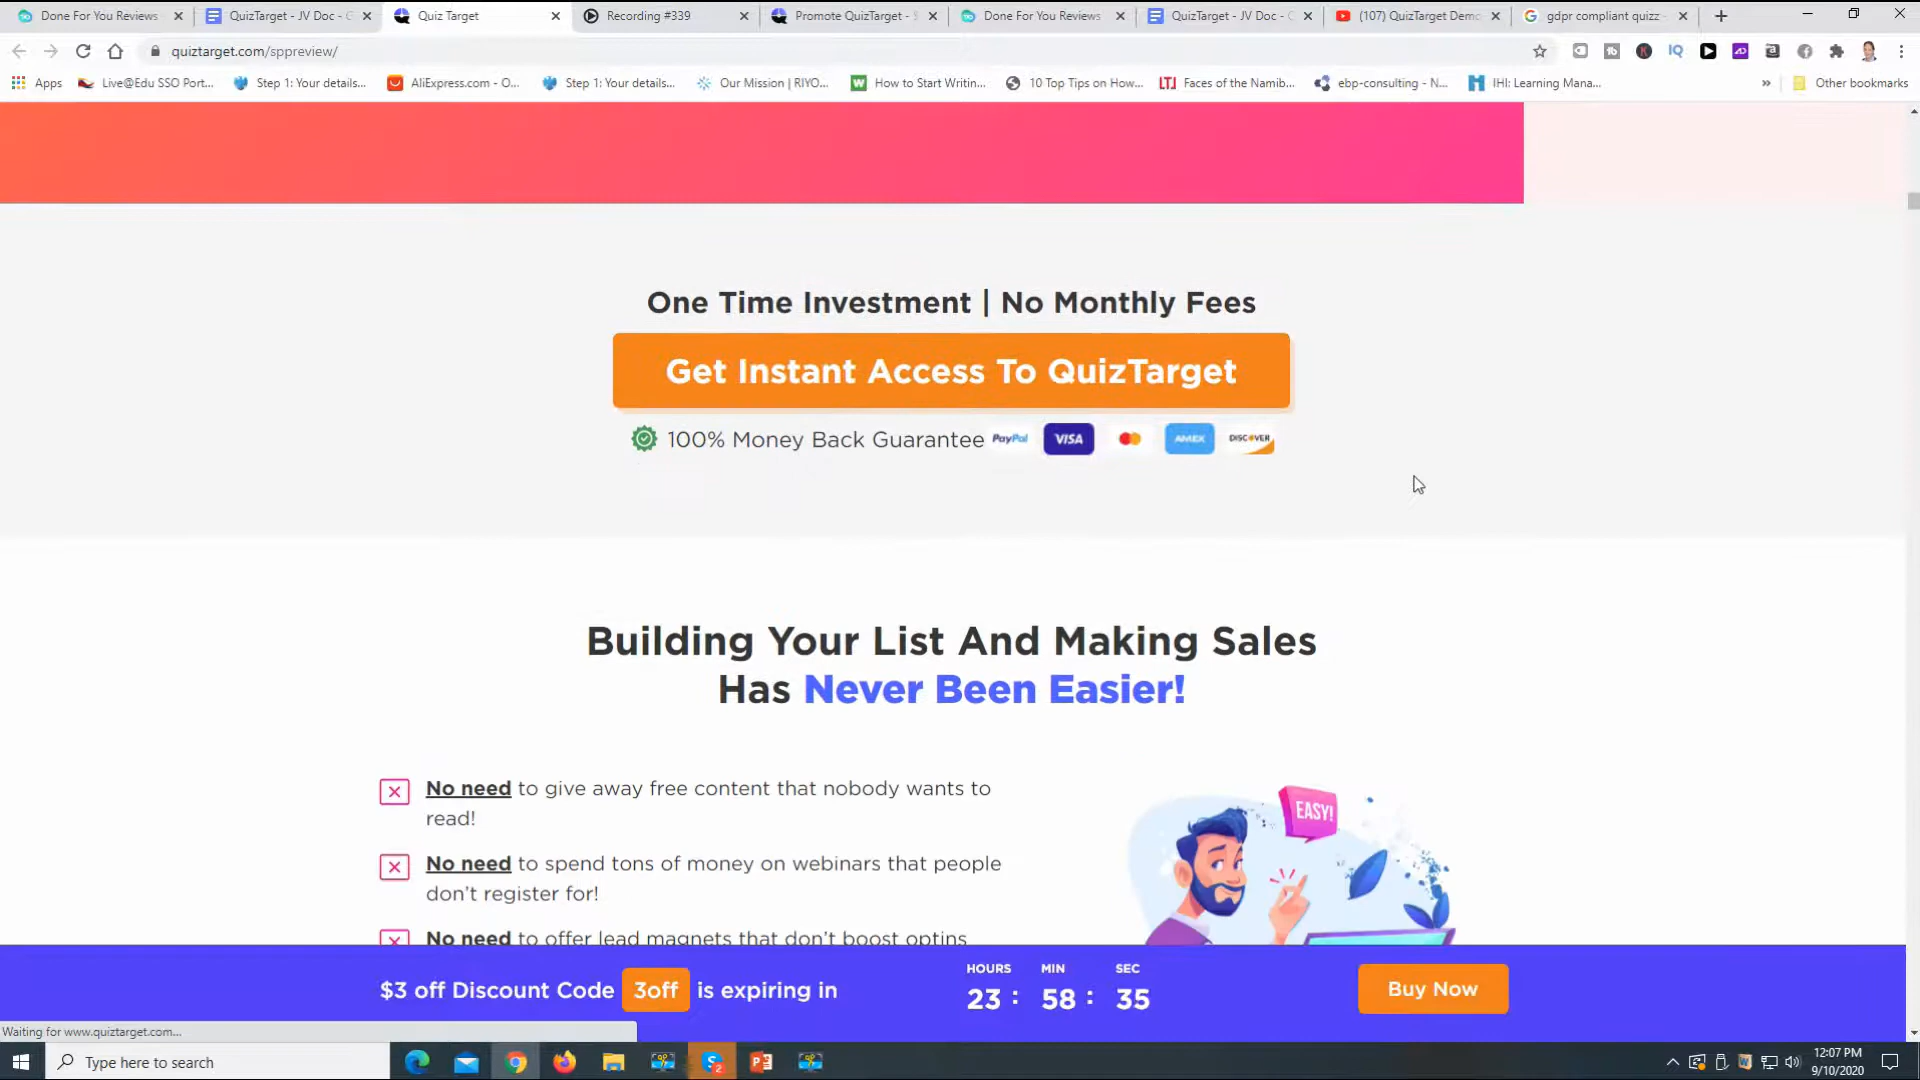 Done For You Reviews
QuizTarget - JV Doc - G
Quiz Target
Recording #339
Promote QuizTarget - S
Done For You Reviews
QuizTarget - JV Doc - G
(107) QuizTarget Demo
gdpr compliant quizz
quiztarget.com/sppreview/
Apps
Live@Edu SSO Port...
Step 1: Your details...
AliExpress.com - O...
Step 1: Your details...
Our Mission | RIYO...
How to Start Writin...
10 Top Tips on How...
Faces of the Namib...
ebp-consulting - N...
IHI: Learning Mana...
Other bookmarks
One Time Investment | No Monthly Fees
Get Instant Access To QuizTarget
100% Money Back Guarantee PayPal VISA AMEX DISCOVER
Building Your List And Making Sales
Has Never Been Easier!
No need to give away free content that nobody wants to
read!
No need to spend tons of money on webinars that people
don't register for!
No need to offer lead magnets that don't boost optins
EASY!
$3 off Discount Code 3off is expiring in
HOURS MIN SEC
23 : 58 : 35
Buy Now
Waiting for www.quiztarget.com...
Type here to search
12:07 PM
9/10/2020